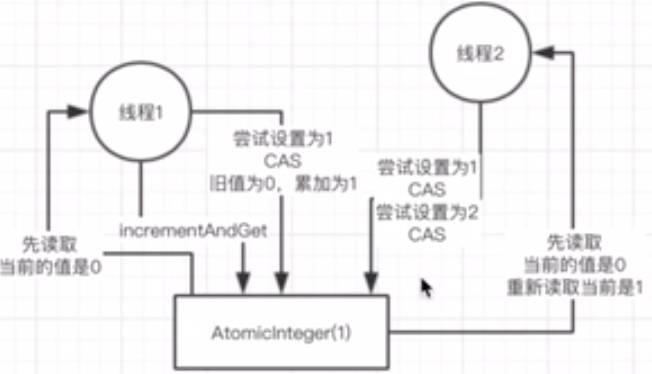 线程1
线程2
尝试设置为1
CAS
旧值为0，累加为1
尝试设置为1
CAS
尝试设置为2
CAS
incrementAndGet
先读取
当前的值是0
先读取
当前的值是0
重新读取当前是1
AtomicInteger(1)